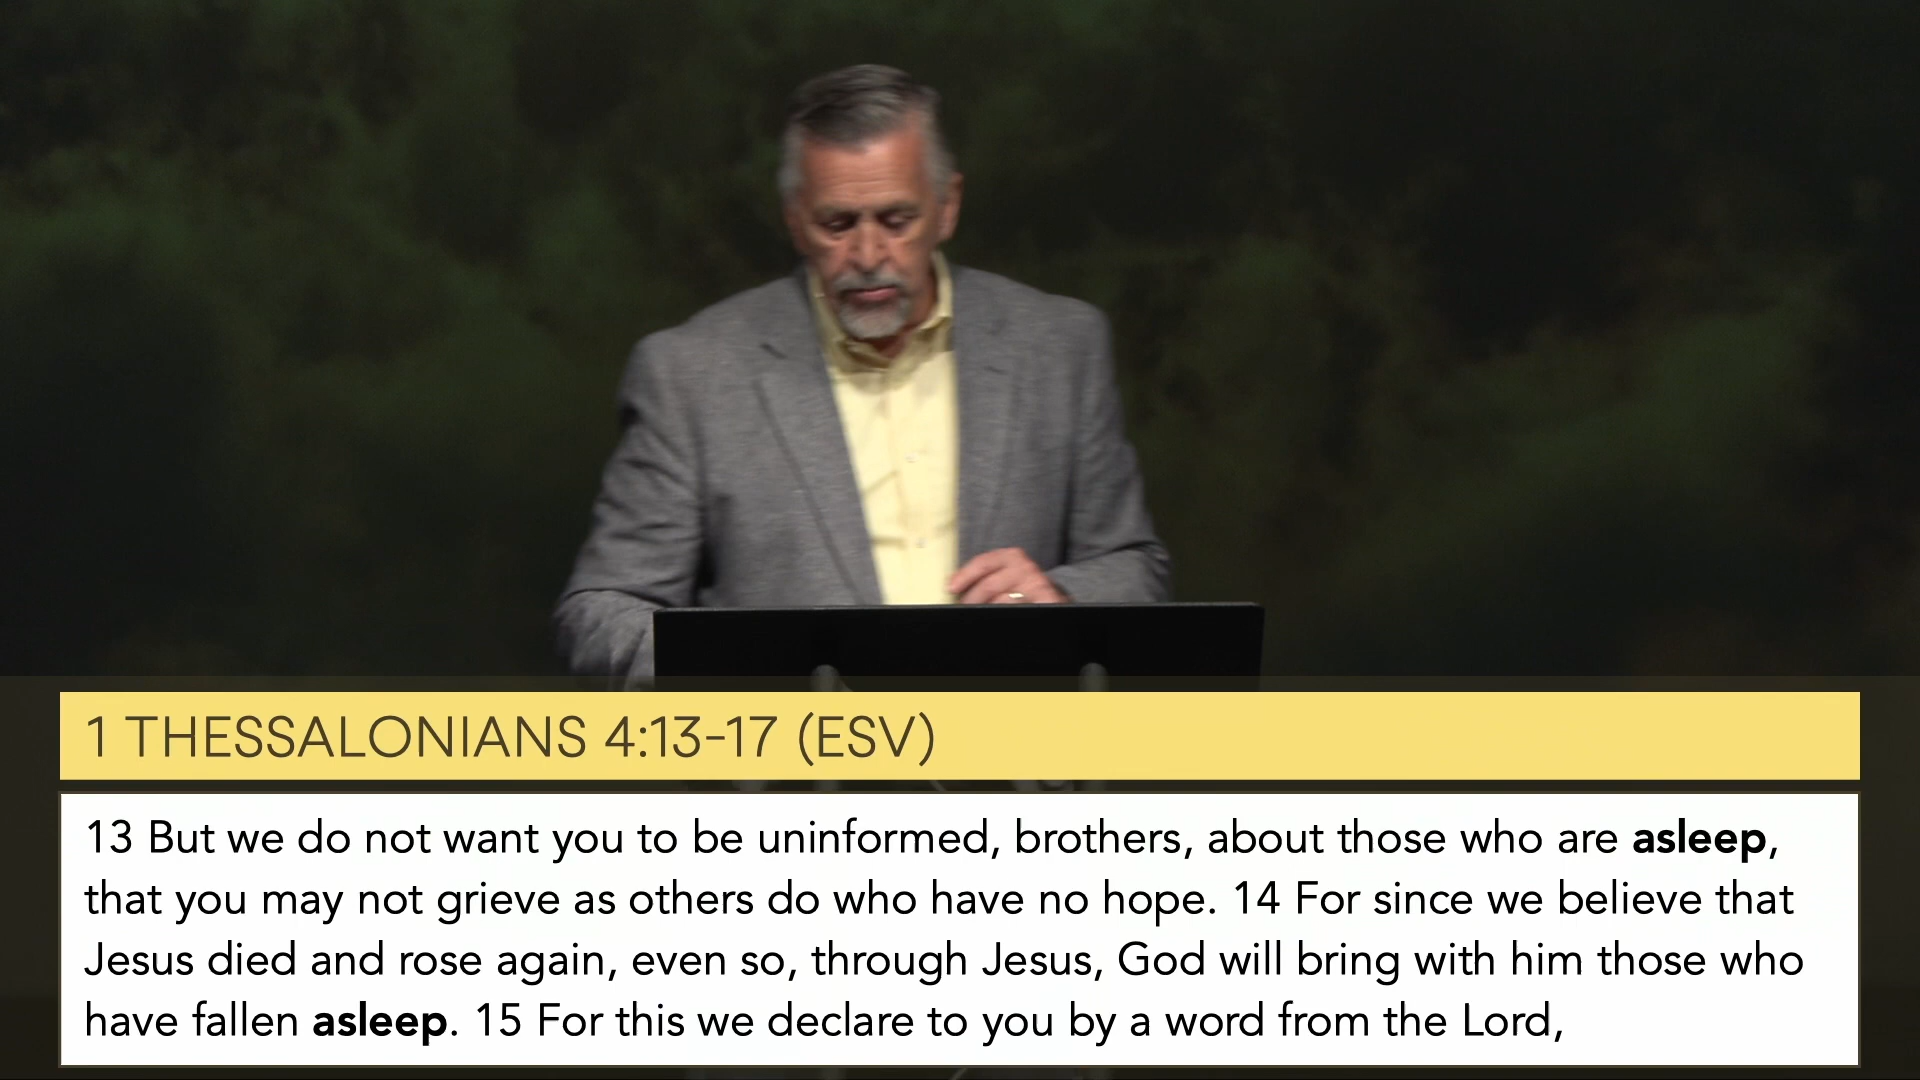 1 THESSALONIANS 4:13-17 (ESV)
13 But we do not want you to be uninformed, brothers, about those who are asleep,
that you may not grieve as others do who have no hope. 14 For since we believe that
Jesus died and rose again, even so, through Jesus, God will bring with him those who
have fallen asleep. 15 For this we declare to you by a word from the Lord,